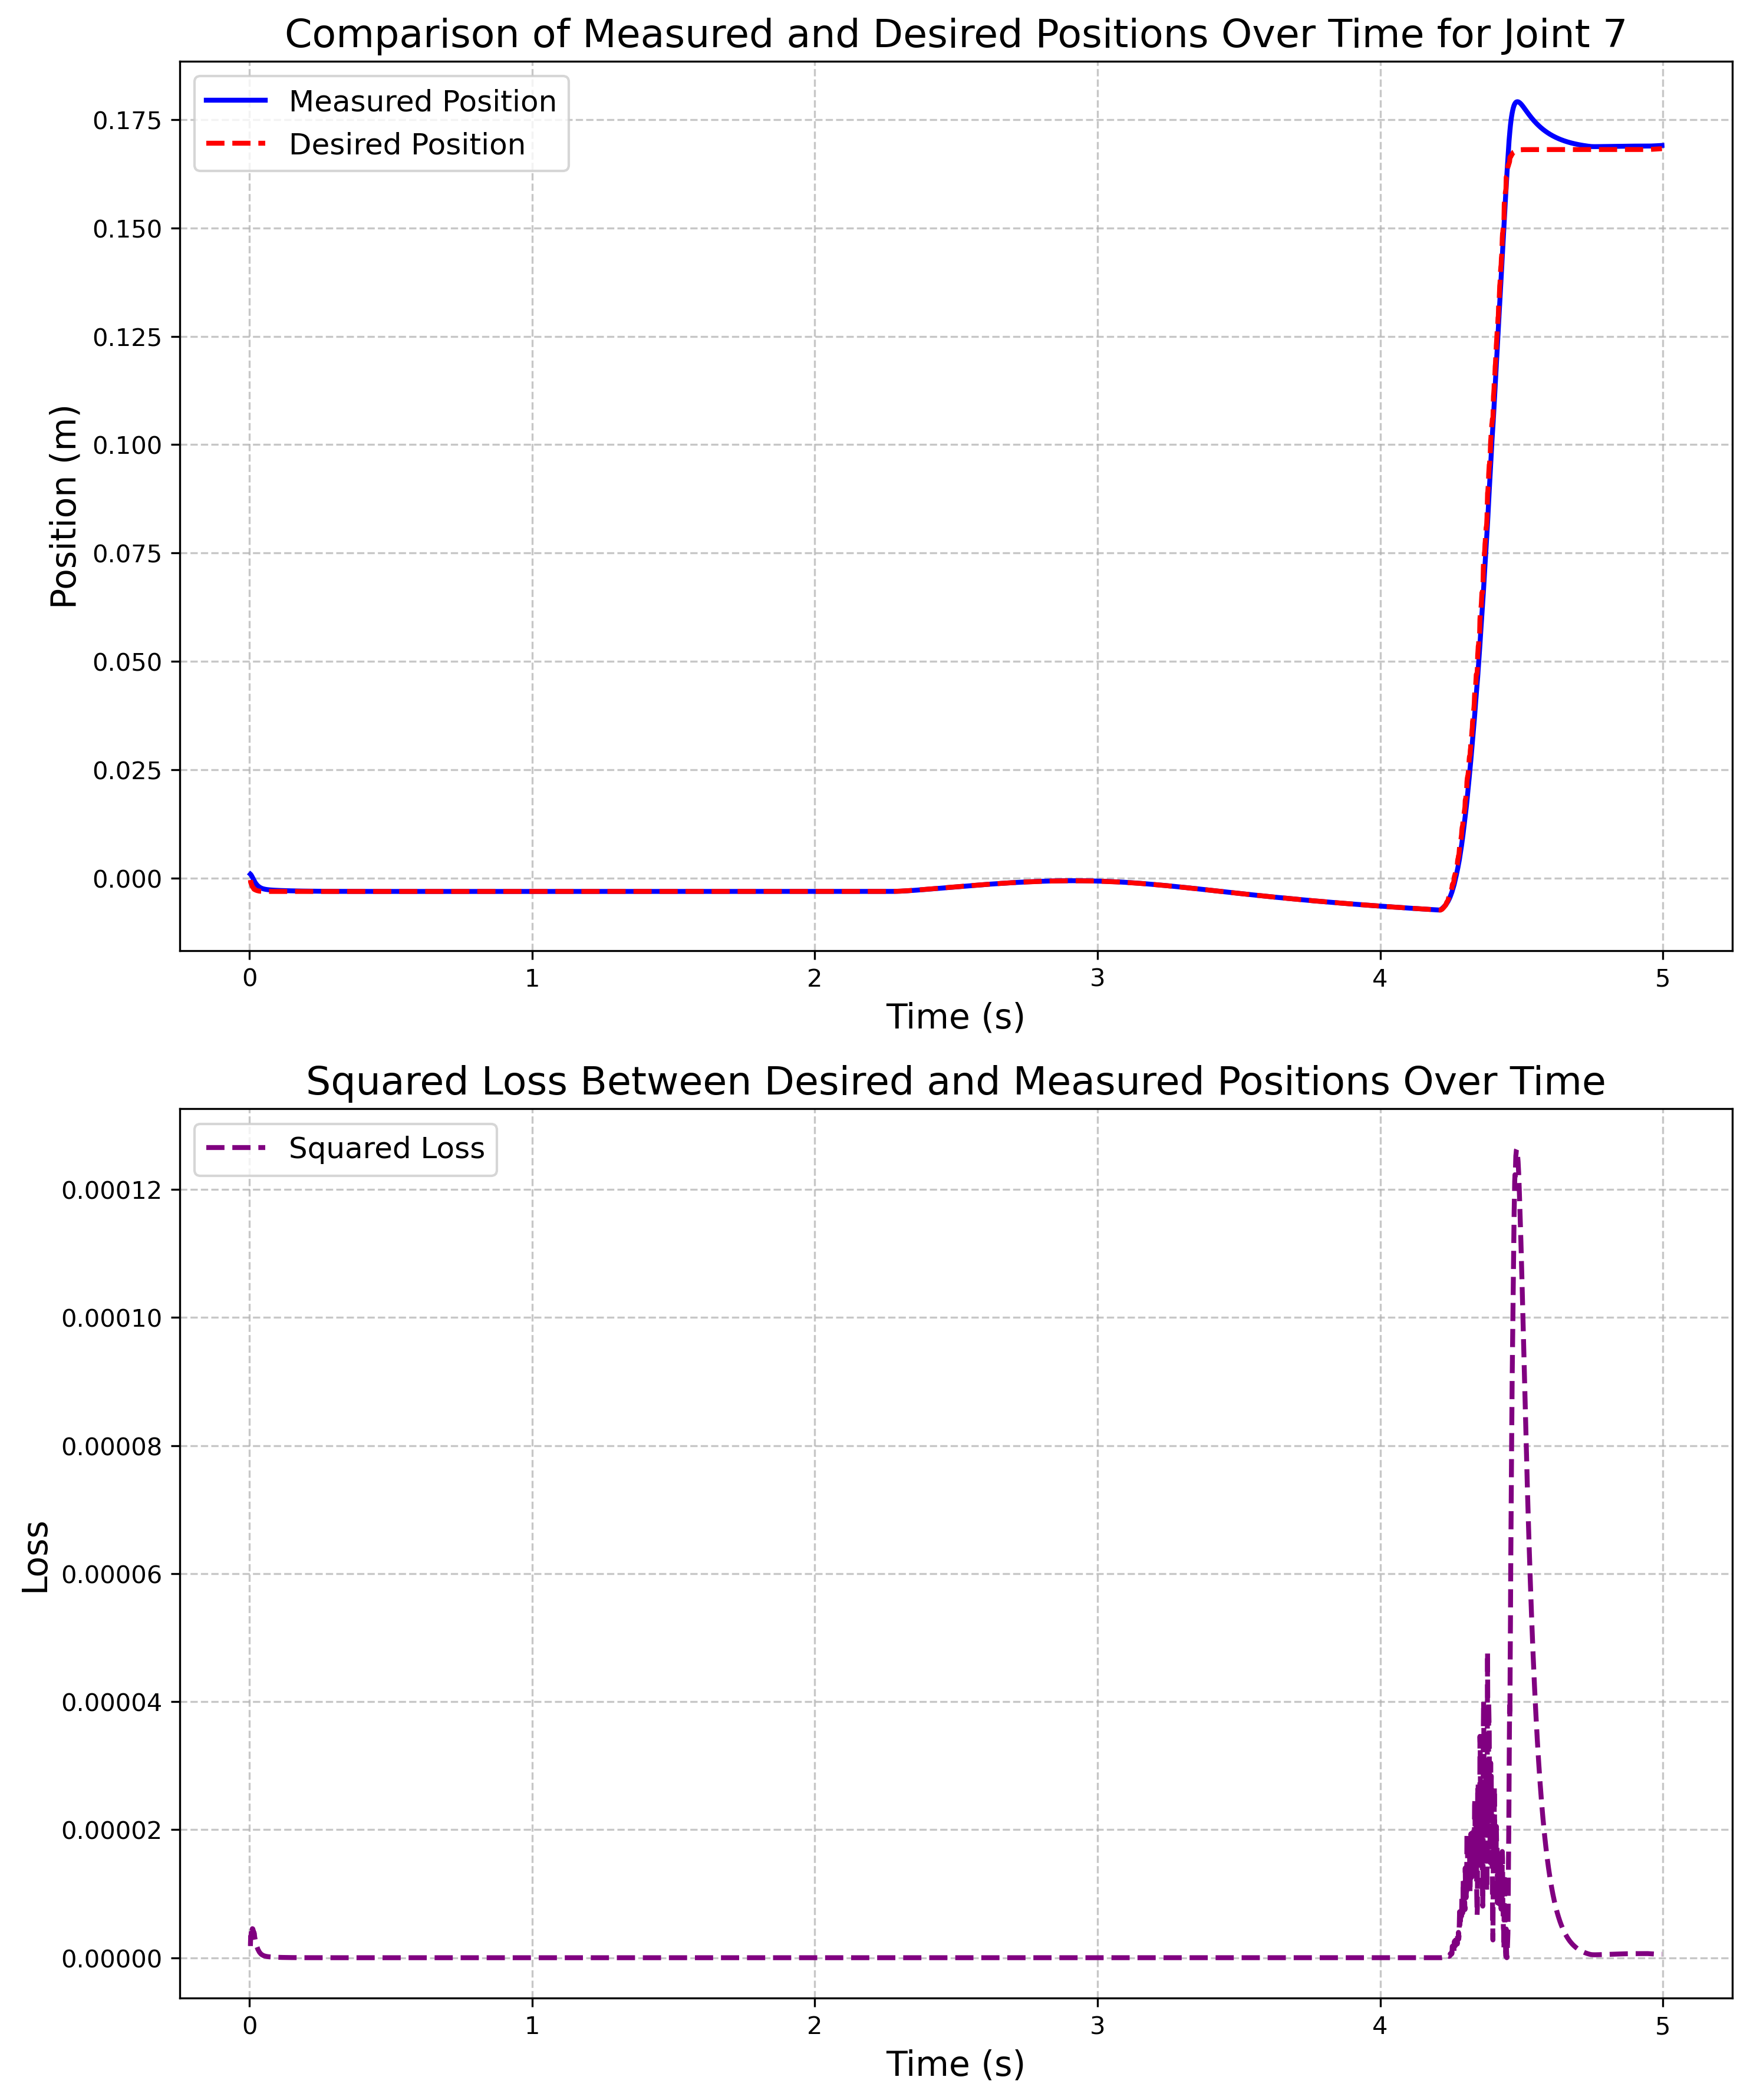 Comparison of Measured and Desired Positions Over Time for Joint 7
Measured Position
Desired Position
0.175
0.150
0.125
0.100
0.075
0.050
0.025
0.000
Position (m)
0 1 2 3 4 5
Time (s)
Squared Loss Between Desired and Measured Positions Over Time
Squared Loss
0.00012
0.00010
0.00008
0.00006
0.00004
0.00002
0.00000
Loss
0 1 2 3 4 5
Time (s)